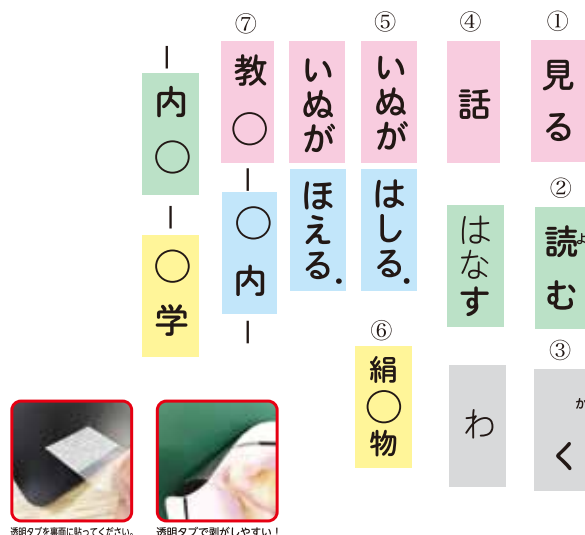 ①
見る
②
読む
よ
③
く
か
④
話
はなす
わ
⑤
いぬが
はしる.
いぬが
ほえる.
⑥
絹○物
⑦
教○
○内
内○
○学
透明タブを裏面に貼ってください。
透明タブで剥がしやすい！